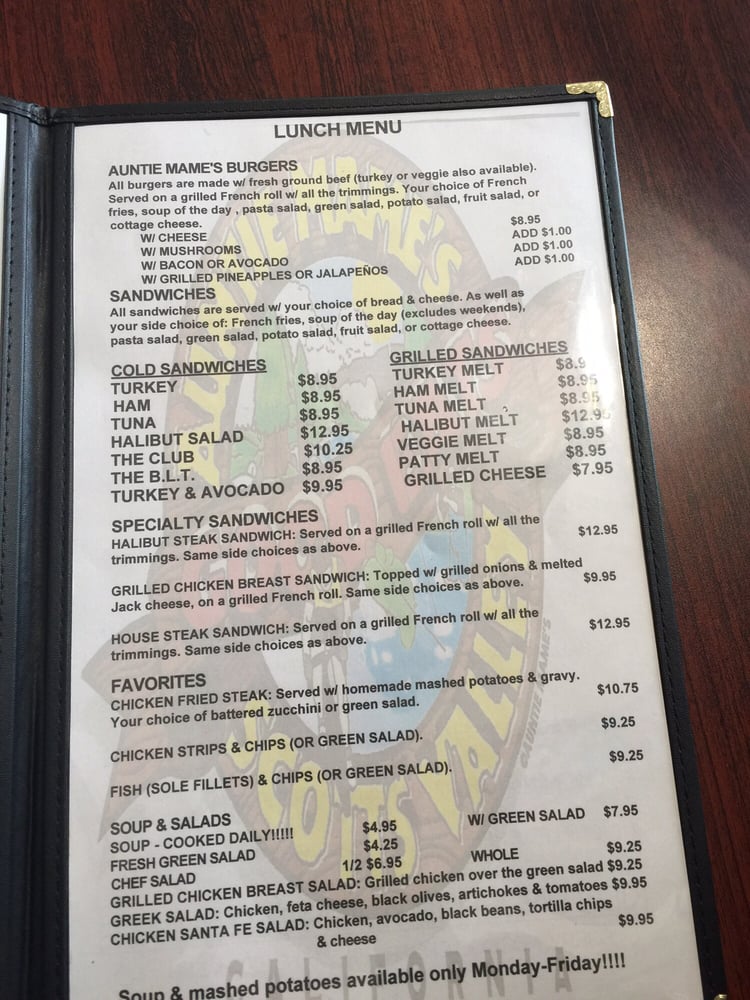 LUNCH MENU
AUNTIE MAME'S BURGERS
All burgers are made w/ fresh ground beef (turkey or veggie also available).
Served on a grilled French roll w/ all the trimmings. Your choice of French
fries, soup of the day , pasta salad, green salad, potato salad, fruit salad, or
cottage cheese. $8.95
W/ CHEESE ADD $1.00
W/ MUSHROOMS ADD $1.00
W/ BACON OR AVOCADO ADD $1.00
W/ GRILLED PINEAPPLES OR JALAPEÑOS
SANDWICHES
All sandwiches are served w/ your choice of bread & cheese. As well as
your side choice of: French fries, soup of the day (excludes weekends),
pasta salad, green salad, potato salad, fruit salad, or cottage cheese.
COLD SANDWICHES
TURKEY $8.95
HAM $8.95
TUNA $8.95
HALIBUT SALAD $12.95
THE CLUB $10.25
THE B.L.T. $8.95
TURKEY & AVOCADO $9.95
GRILLED SANDWICHES
TURKEY MELT $8.9
HAM MELT $8.95
TUNA MELT $8.95
HALIBUT MELT $12.95
VEGGIE MELT $8.95
PATTY MELT $8.95
GRILLED CHEESE $7.95
SPECIALTY SANDWICHES
HALIBUT STEAK SANDWICH: Served on a grilled French roll w/ all the $12.95
trimmings. Same side choices as above.
GRILLED CHICKEN BREAST SANDWICH: Topped w/ grilled onions & melted
Jack cheese, on a grilled French roll. Same side choices as above. $9.95
HOUSE STEAK SANDWICH: Served on a grilled French roll w/ all the $12.95
trimmings. Same side choices as above.
FAVORITES
CHICKEN FRIED STEAK: Served w/ homemade mashed potatoes & gravy. $10.75
Your choice of battered zucchini or green salad.
CHICKEN STRIPS & CHIPS (OR GREEN SALAD). $9.25
FISH (SOLE FILLETS) & CHIPS (OR GREEN SALAD). $9.25
SOUP & SALADS
SOUP - COOKED DAILY!!!!! $4.95 W/ GREEN SALAD $7.95
FRESH GREEN SALAD $4.25
CHEF SALAD 1/2 $6.95 WHOLE $9.25
GRILLED CHICKEN BREAST SALAD: Grilled chicken over the green salad $9.25
GREEK SALAD: Chicken, feta cheese, black olives, artichokes & tomatoes $9.95
CHICKEN SANTA FE SALAD: Chicken, avocado, black beans, tortilla chips $9.95
& cheese
Soup & mashed potatoes available only Monday-Friday!!!!
AUNTIE MAME'S
SCOTTS VALLEY
CALIFORNIA